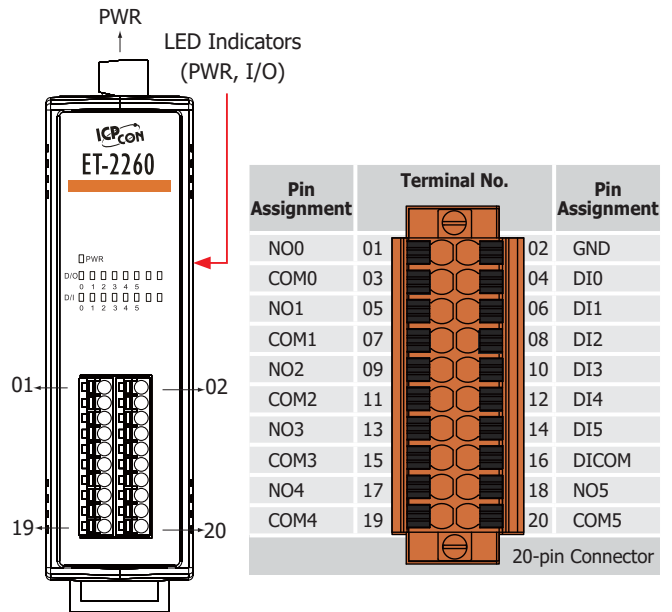 PWR
LED Indicators
(PWR, I/O)
ICP CON
ET-2260
PWR
D/O
0 1 2 3 4 5
D/I
0 1 2 3 4 5
01
02
19
20
Pin Assignment Terminal No. Pin Assignment
NO0 01 02 GND
COM0 03 04 DI0
NO1 05 06 DI1
COM1 07 08 DI2
NO2 09 10 DI3
COM2 11 12 DI4
NO3 13 14 DI5
COM3 15 16 DICOM
NO4 17 18 NO5
COM4 19 20 COM5
20-pin Connector